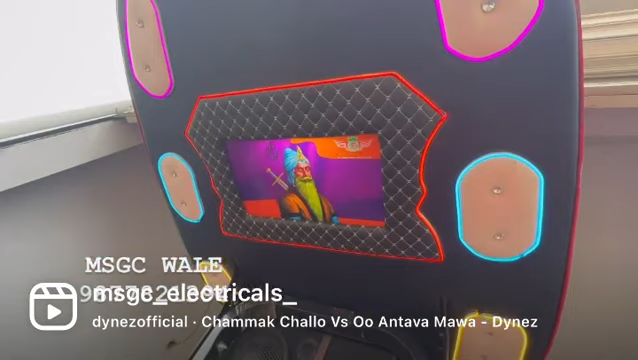 MSGC WALE
msgc_electricals_
dynezofficial · Chammak Challo Vs Oo Antava Mawa - Dynez